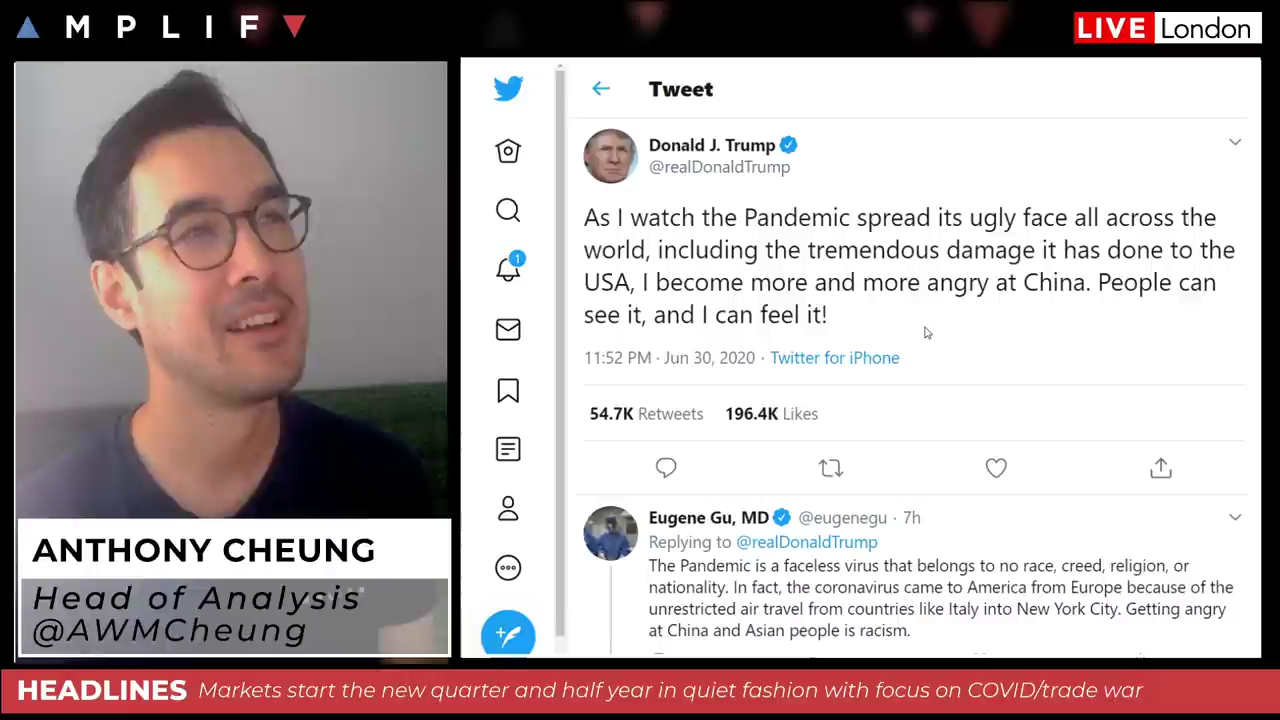 AMPLIFY
LIVE London
Tweet
Donald J. Trump
@realDonaldTrump
As I watch the Pandemic spread its ugly face all across the
world, including the tremendous damage it has done to the
USA, I become more and more angry at China. People can
see it, and I can feel it!
11:52 PM · Jun 30, 2020 · Twitter for iPhone
54.7K Retweets 196.4K Likes
1
Eugene Gu, MD @eugenegu · 7h
Replying to @realDonaldTrump
The Pandemic is a faceless virus that belongs to no race, creed, religion, or
nationality. In fact, the coronavirus came to America from Europe because of the
unrestricted air travel from countries like Italy into New York City. Getting angry
at China and Asian people is racism.
ANTHONY CHEUNG
Head of Analysis
@AWMCheung
HEADLINES Markets start the new quarter and half year in quiet fashion with focus on COVID/trade war